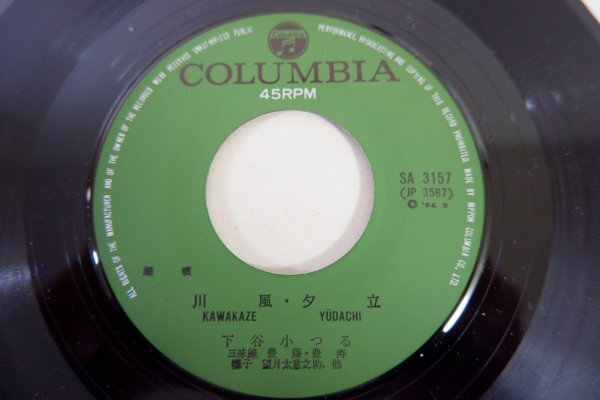 ALL RIGHTS OF THE MANUFACTURER AND OF THE OWNER OF THE RECORDED WORK RESERVED UNAUTHORIZED PUBLIC PERFORMANCE, BROADCASTING AND COPYING OF THIS RECORD PROHIBITED. MADE BY NIPPON COLUMBIA CO., LTD.
Columbia
COLUMBIA
45RPM
SA 3157
(JP 3587)
Ⓟ '64. 5
端唄
川風・夕立
KAWAKAZE YŪDACHI
下谷小つる
三味線 豊藤・豊寿
囃子 望月太意之助, 他